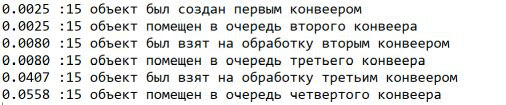 0.0025 :15 объект был создан первым конвеером
0.0025 :15 объект помещен в очередь второго конвеера
0.0080 :15 объект был взят на обработку вторым конвеером
0.0080 :15 объект помещен в очередь третьего конвеера
0.0407 :15 объект был взят на обработку третьим конвеером
0.0558 :15 объект помещен в очередь четвертого конвеера